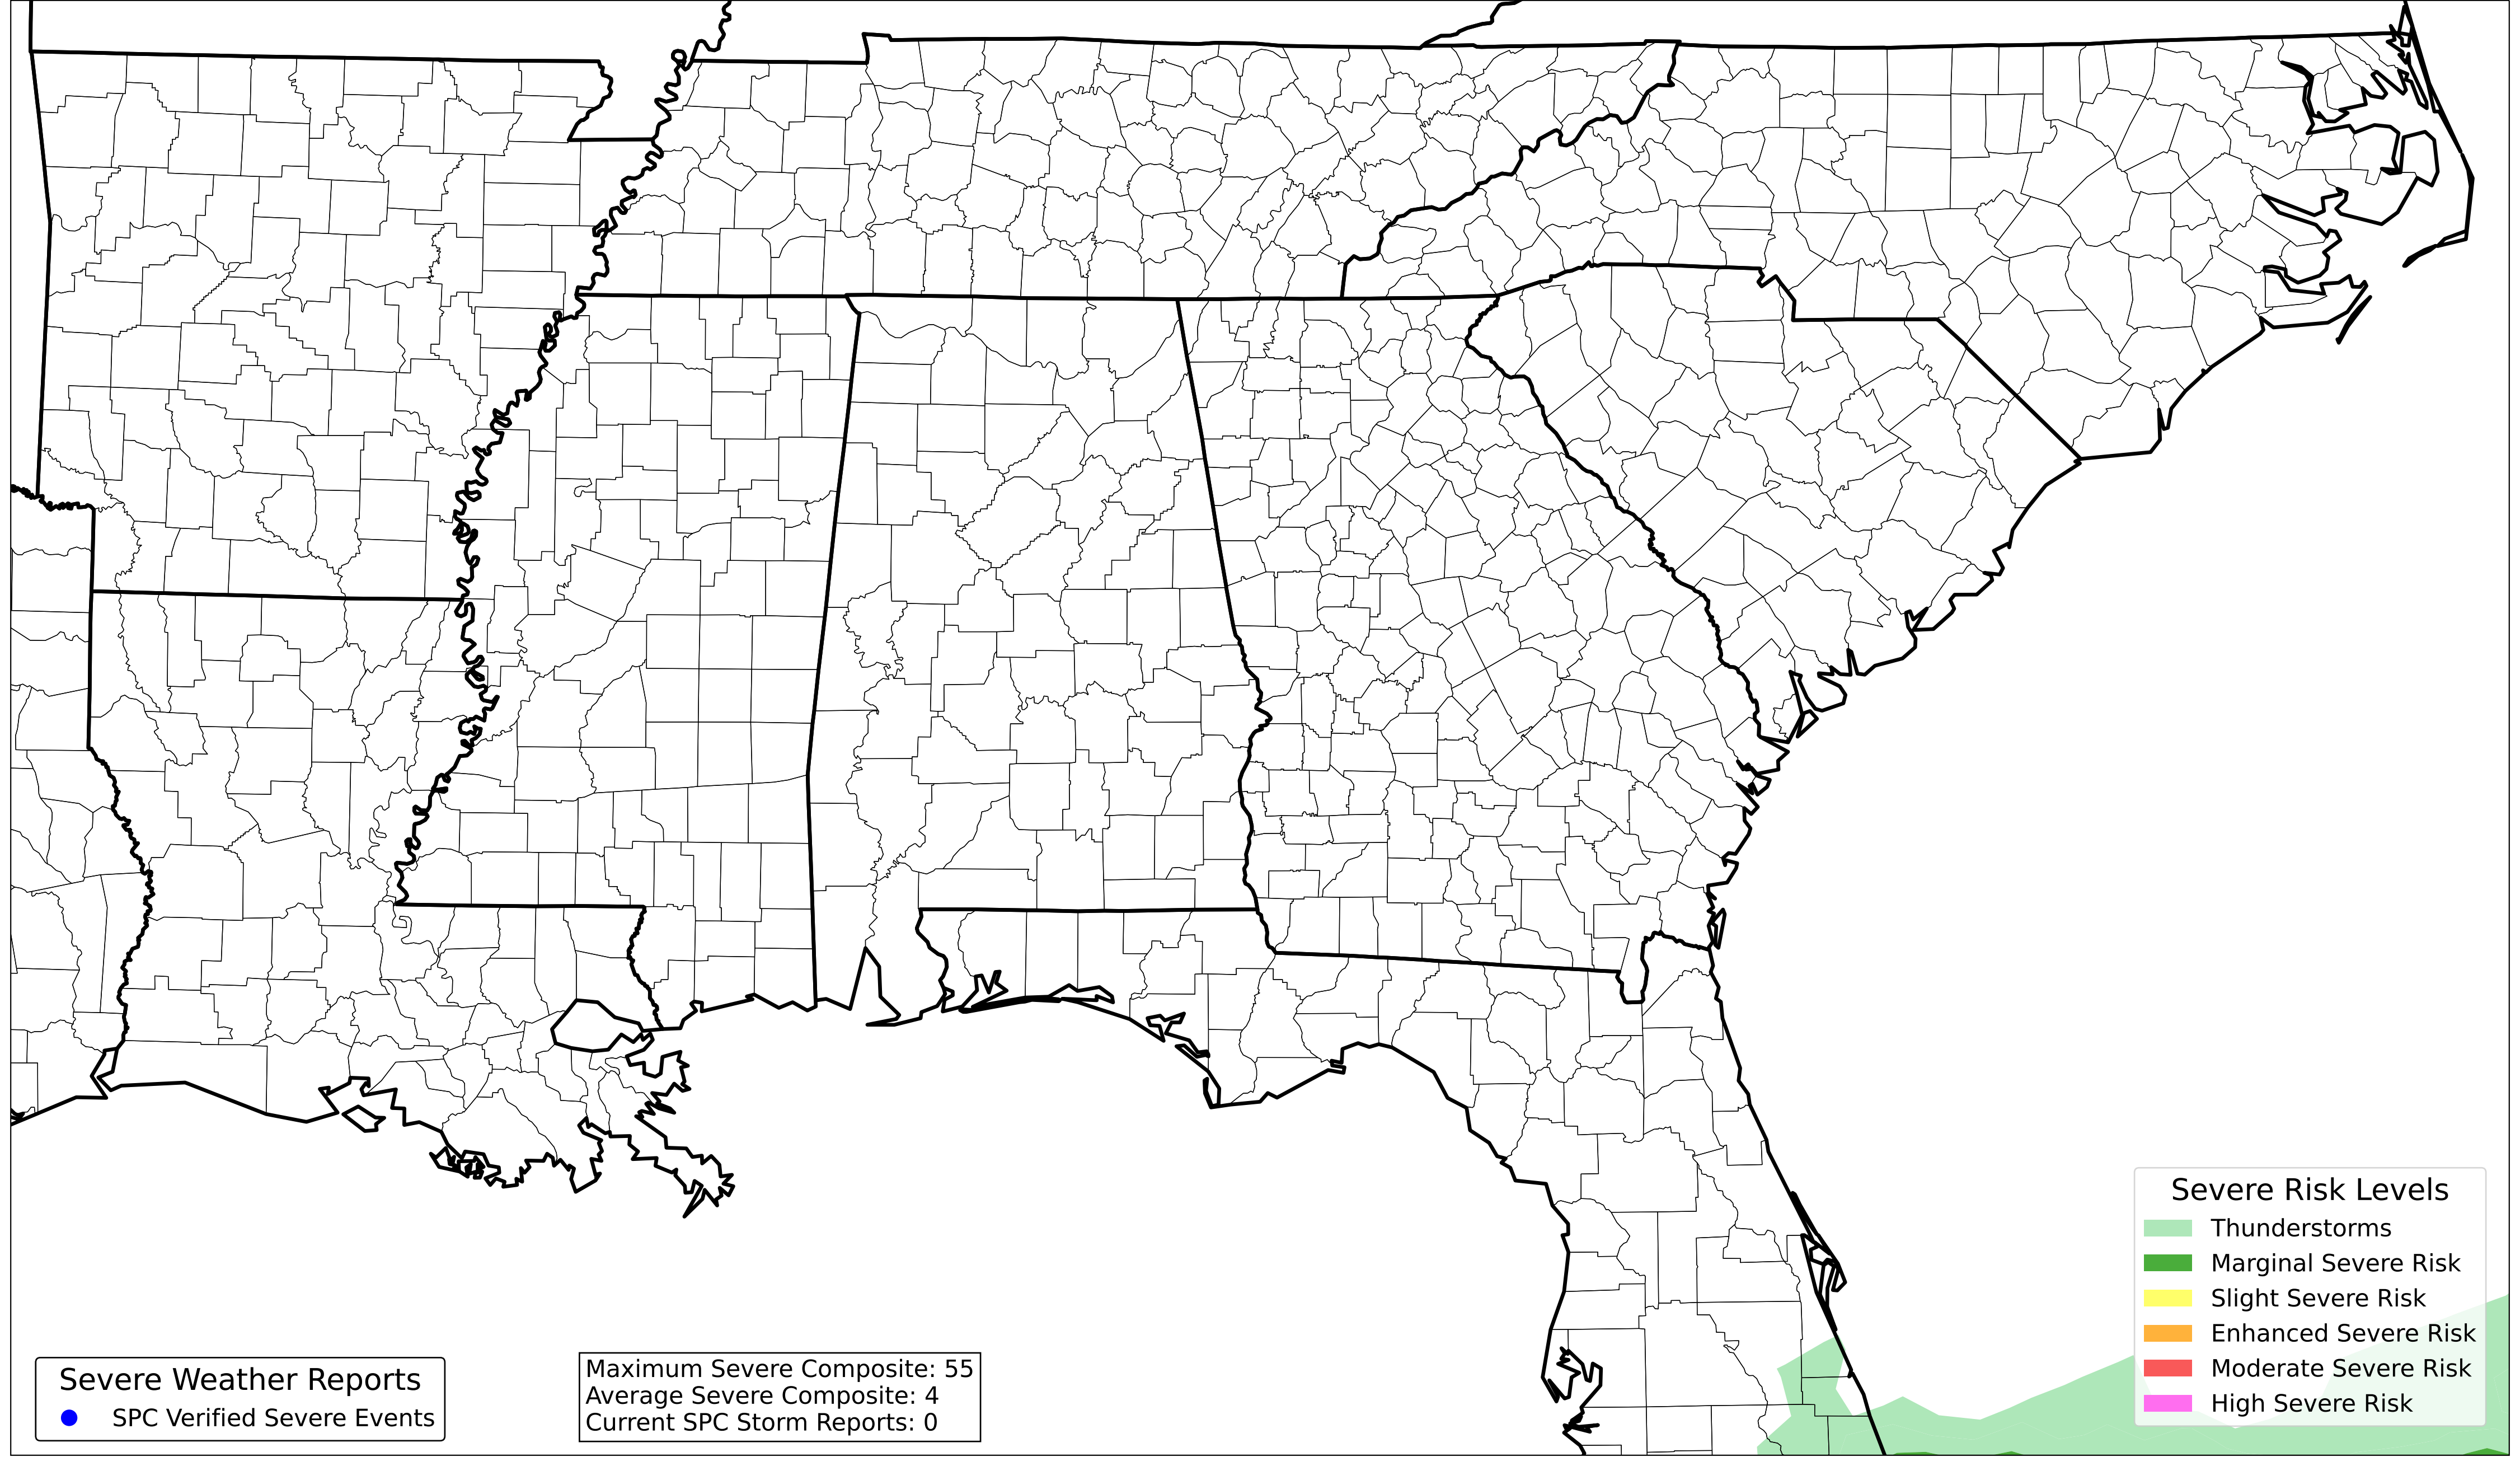 Severe Risk Levels
Thunderstorms
Marginal Severe Risk
Slight Severe Risk
Enhanced Severe Risk
Moderate Severe Risk
High Severe Risk
Severe Weather Reports
SPC Verified Severe Events
Maximum Severe Composite: 55
Average Severe Composite: 4
Current SPC Storm Reports: 0